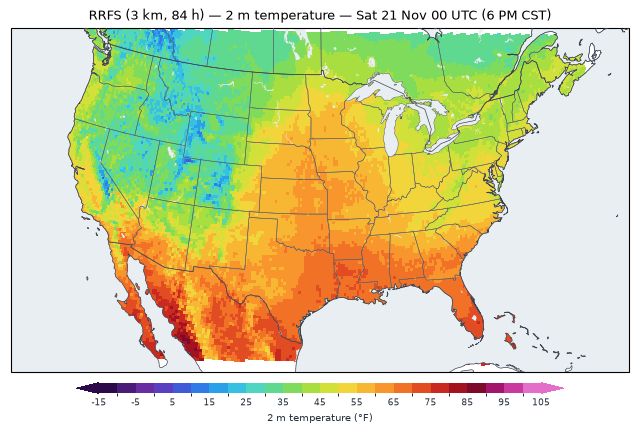 RRFS (3 km, 84 h) — 2 m temperature — Sat 21 Nov 00 UTC (6 PM CST)
-15 -5 5 15 25 35 45 55 65 75 85 95 105
2 m temperature (°F)